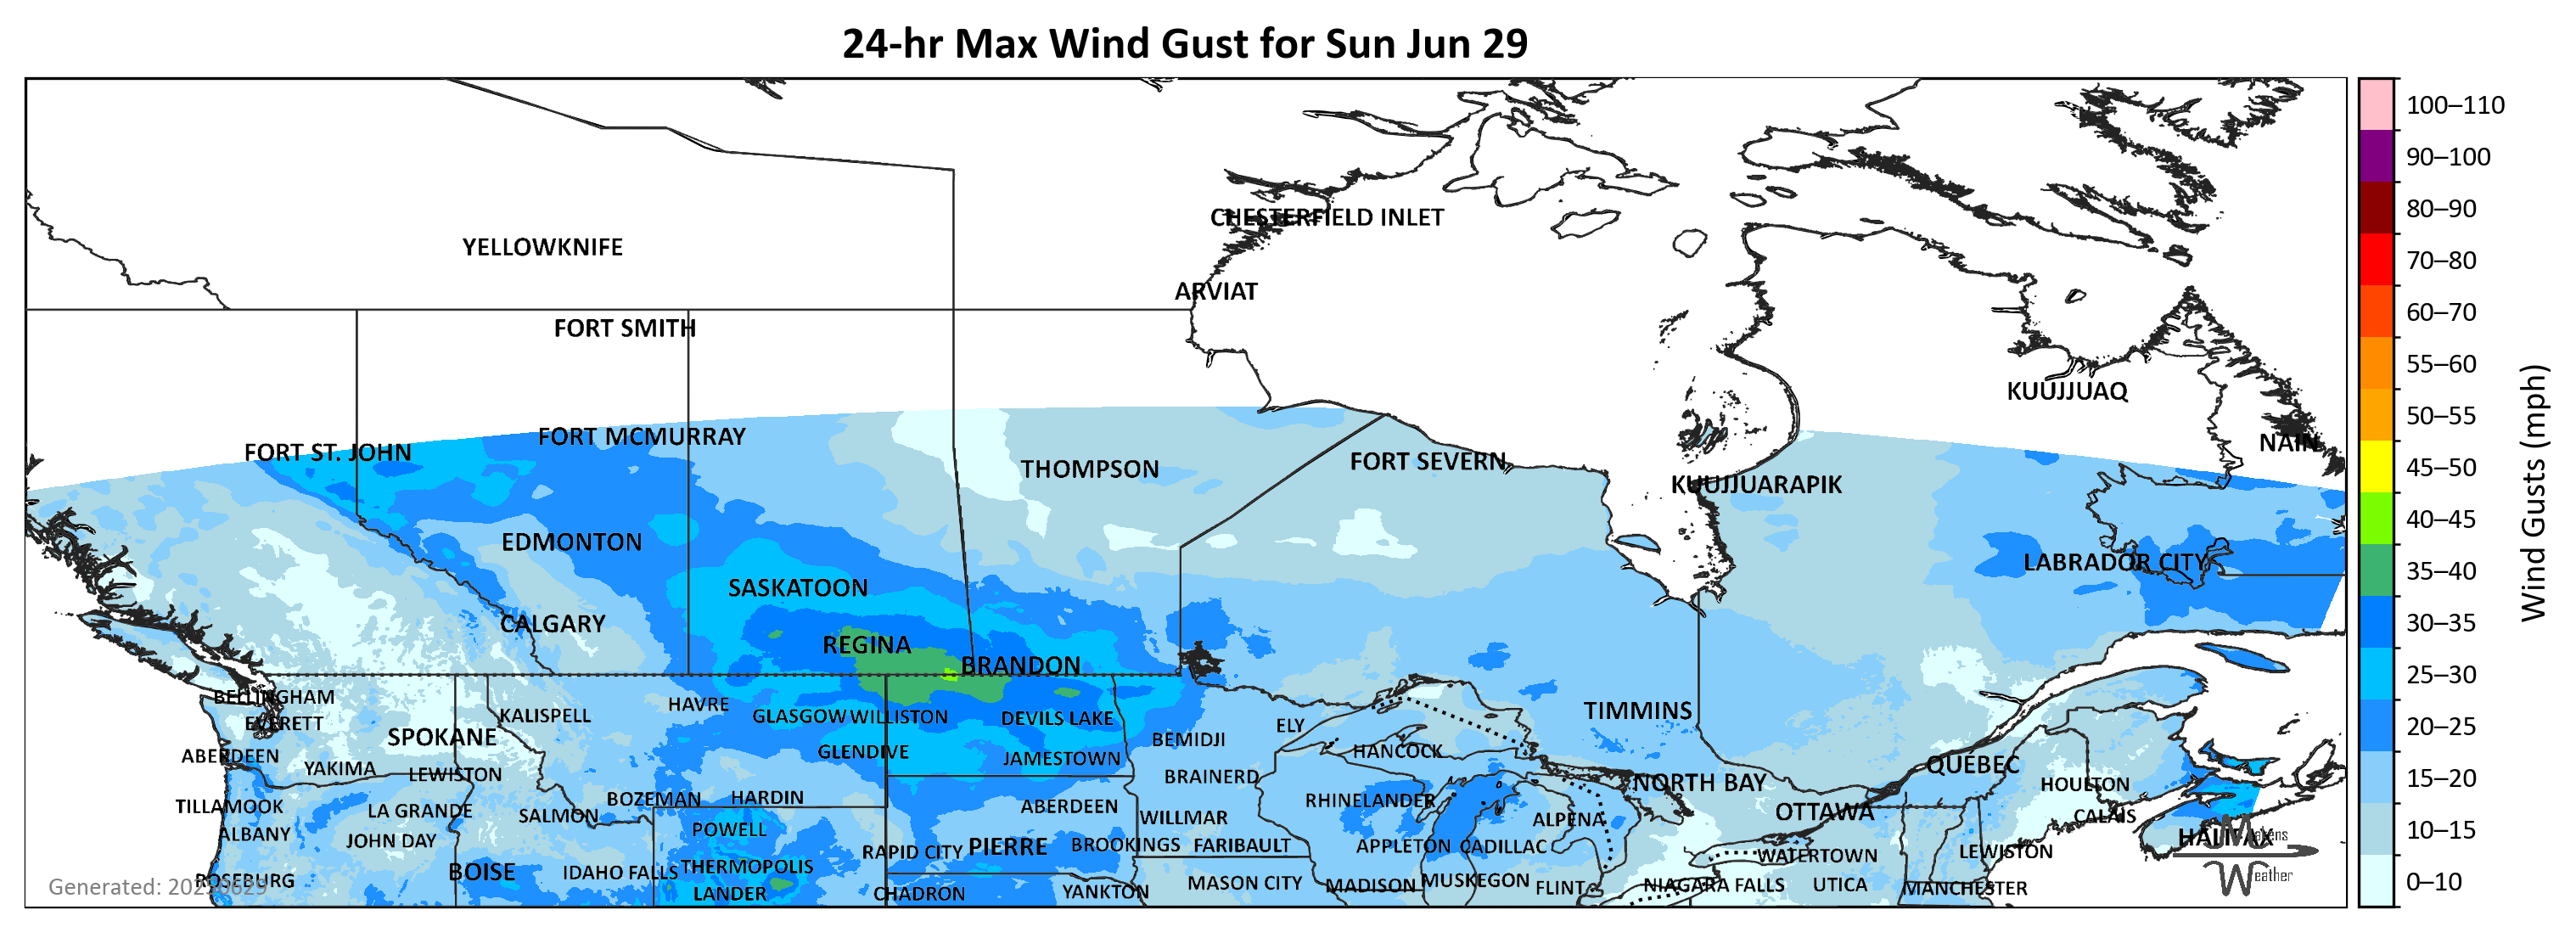 24-hr Max Wind Gust for Sun Jun 29
100–110
90–100
80–90
70–80
60–70
55–60
50–55
45–50
40–45
35–40
30–35
25–30
20–25
15–20
10–15
0–10
Wind Gusts (mph)
CHESTERFIELD INLET
YELLOWKNIFE
ARVIAT
FORT SMITH
KUUJJUAQ
FORT MCMURRAY
NAIN
FORT ST. JOHN
FORT SEVERN
THOMPSON
KUUJJUARAPIK
EDMONTON
LABRADOR CITY
SASKATOON
CALGARY
REGINA
BRANDON
BELLINGHAM
HAVRE
TIMMINS
KALISPELL
GLASGOW
WILLISTON
DEVILS LAKE
EVERETT
ELY
SPOKANE
BEMIDJI
GLENDIVE
HANCOCK
ABERDEEN
JAMESTOWN
QUÉBEC
YAKIMA
LEWISTON
BRAINERD
NORTH BAY
HOULTON
BOZEMAN
HARDIN
RHINELANDER
TILLAMOOK
ABERDEEN
LA GRANDE
OTTAWA
SALMON
CALAIS
WILLMAR
ALPENA
POWELL
ALBANY
HALIFAX
Makens
JOHN DAY
BROOKINGS
FARIBAULT
APPLETON
CADILLAC
PIERRE
RAPID CITY
LEWISTON
WATERTOWN
THERMOPOLIS
BOISE
IDAHO FALLS
Weather
ROSEBURG
MUSKEGON
MASON CITY
MADISON
NIAGARA FALLS
UTICA
Generated: 20250629
FLINT
MANCHESTER
YANKTON
LANDER
CHADRON